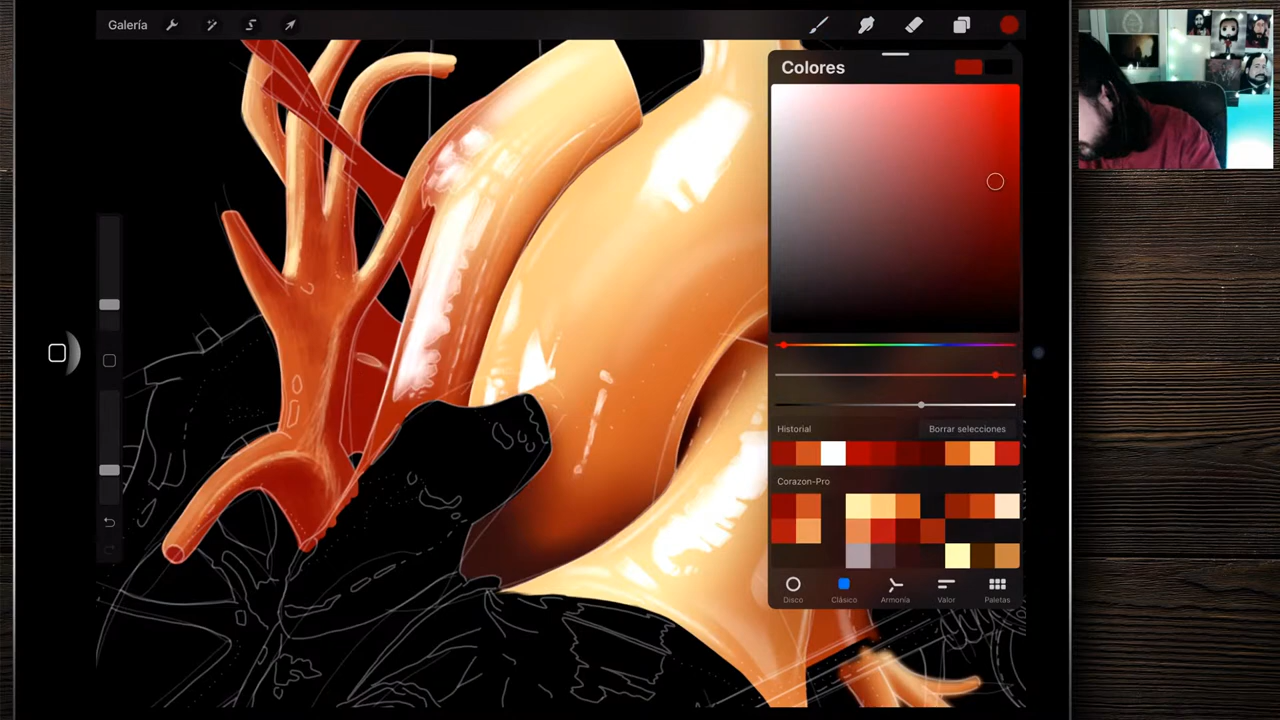 Galería
Colores
Historial
Borrar selecciones
Corazon-Pro
Disco
Clásico
Armonía
Valor
Paletas